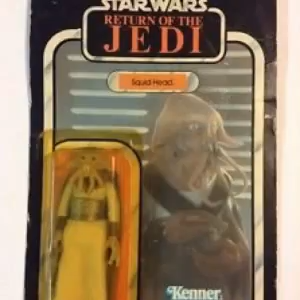 STAR WARS
RETURN OF THE
JEDI
Squid Head
Kenner